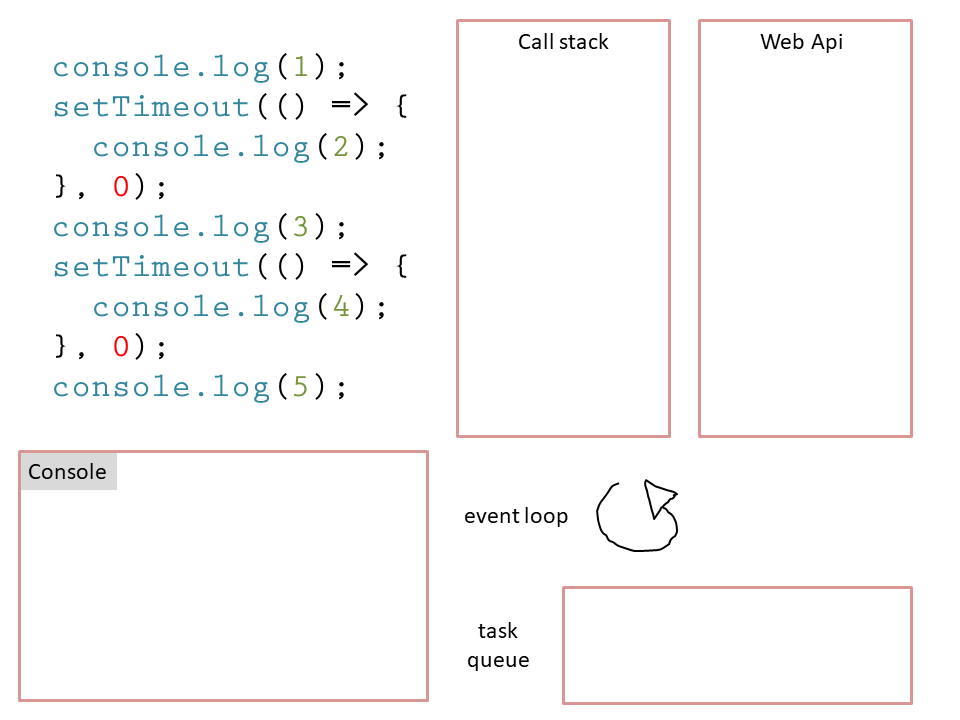 console.log(1);
setTimeout(() => {
  console.log(2);
}, 0);
console.log(3);
setTimeout(() => {
  console.log(4);
}, 0);
console.log(5);
Call stack
Web Api
Console
event loop
task
queue